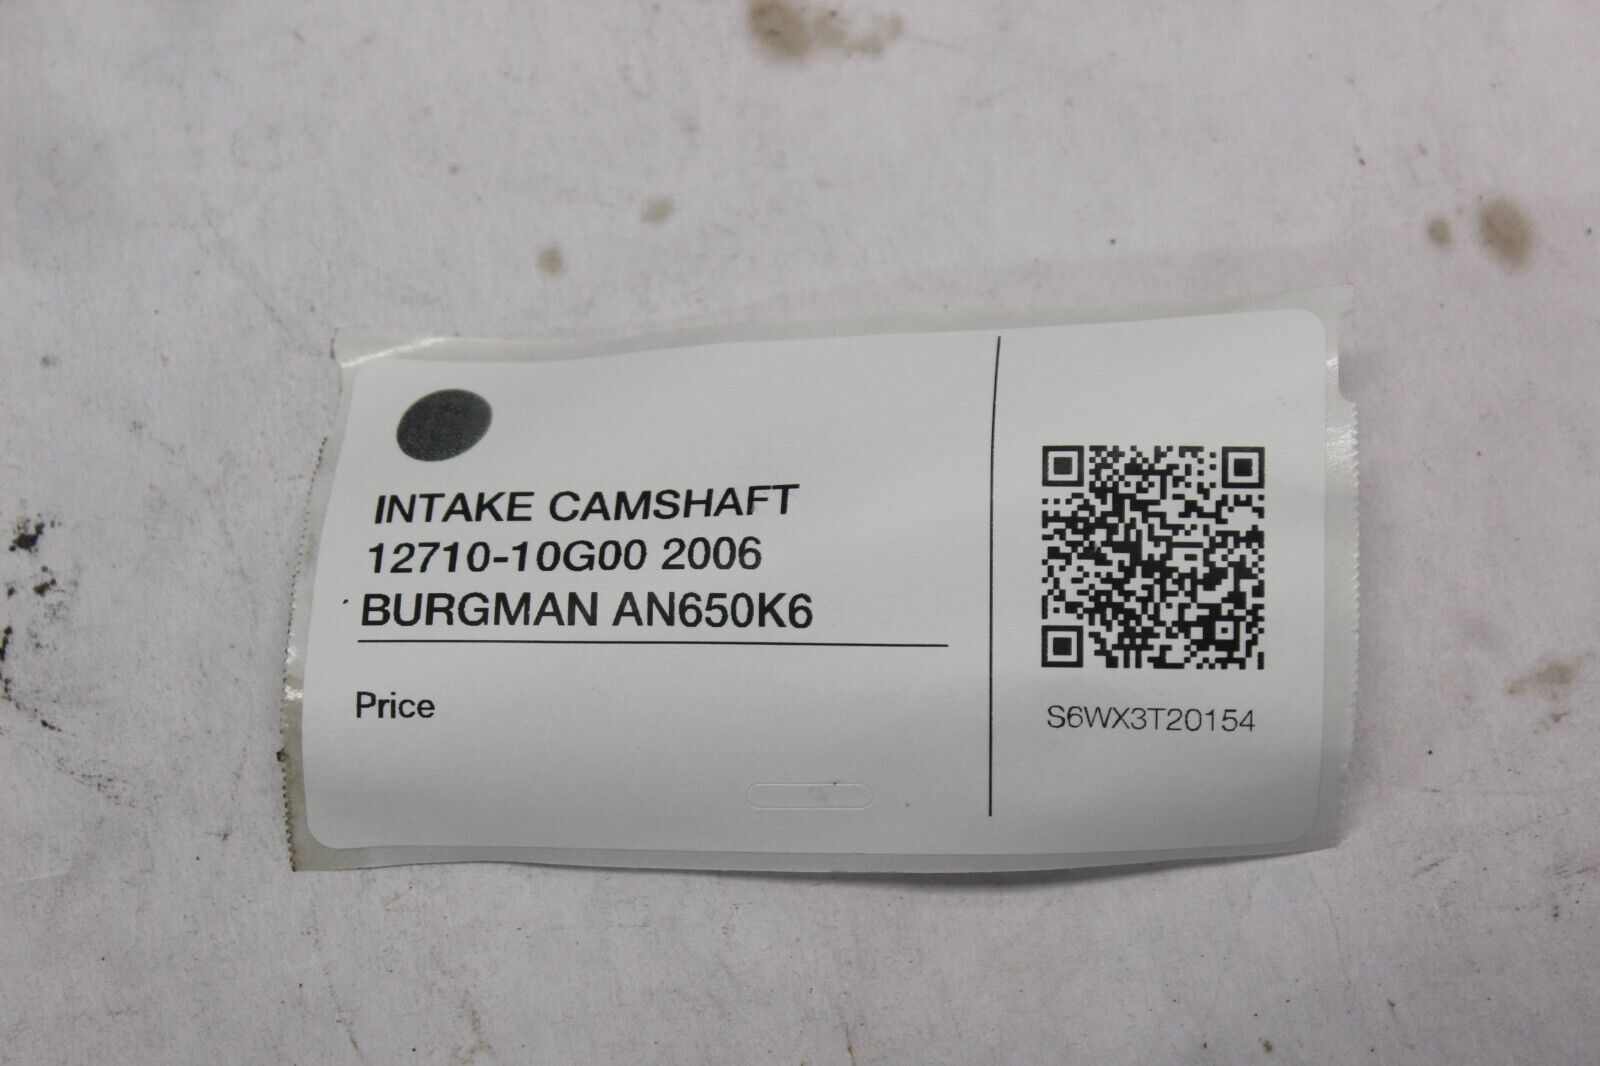 INTAKE CAMSHAFT
12710-10G00 2006
BURGMAN AN650K6
Price
S6WX3T20154